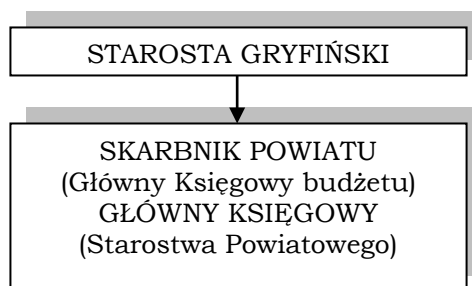 STAROSTA GRYFIŃSKI
SKARBNIK POWIATU
(Główny Księgowy budżetu)
GŁÓWNY KSIĘGOWY
(Starostwa Powiatowego)